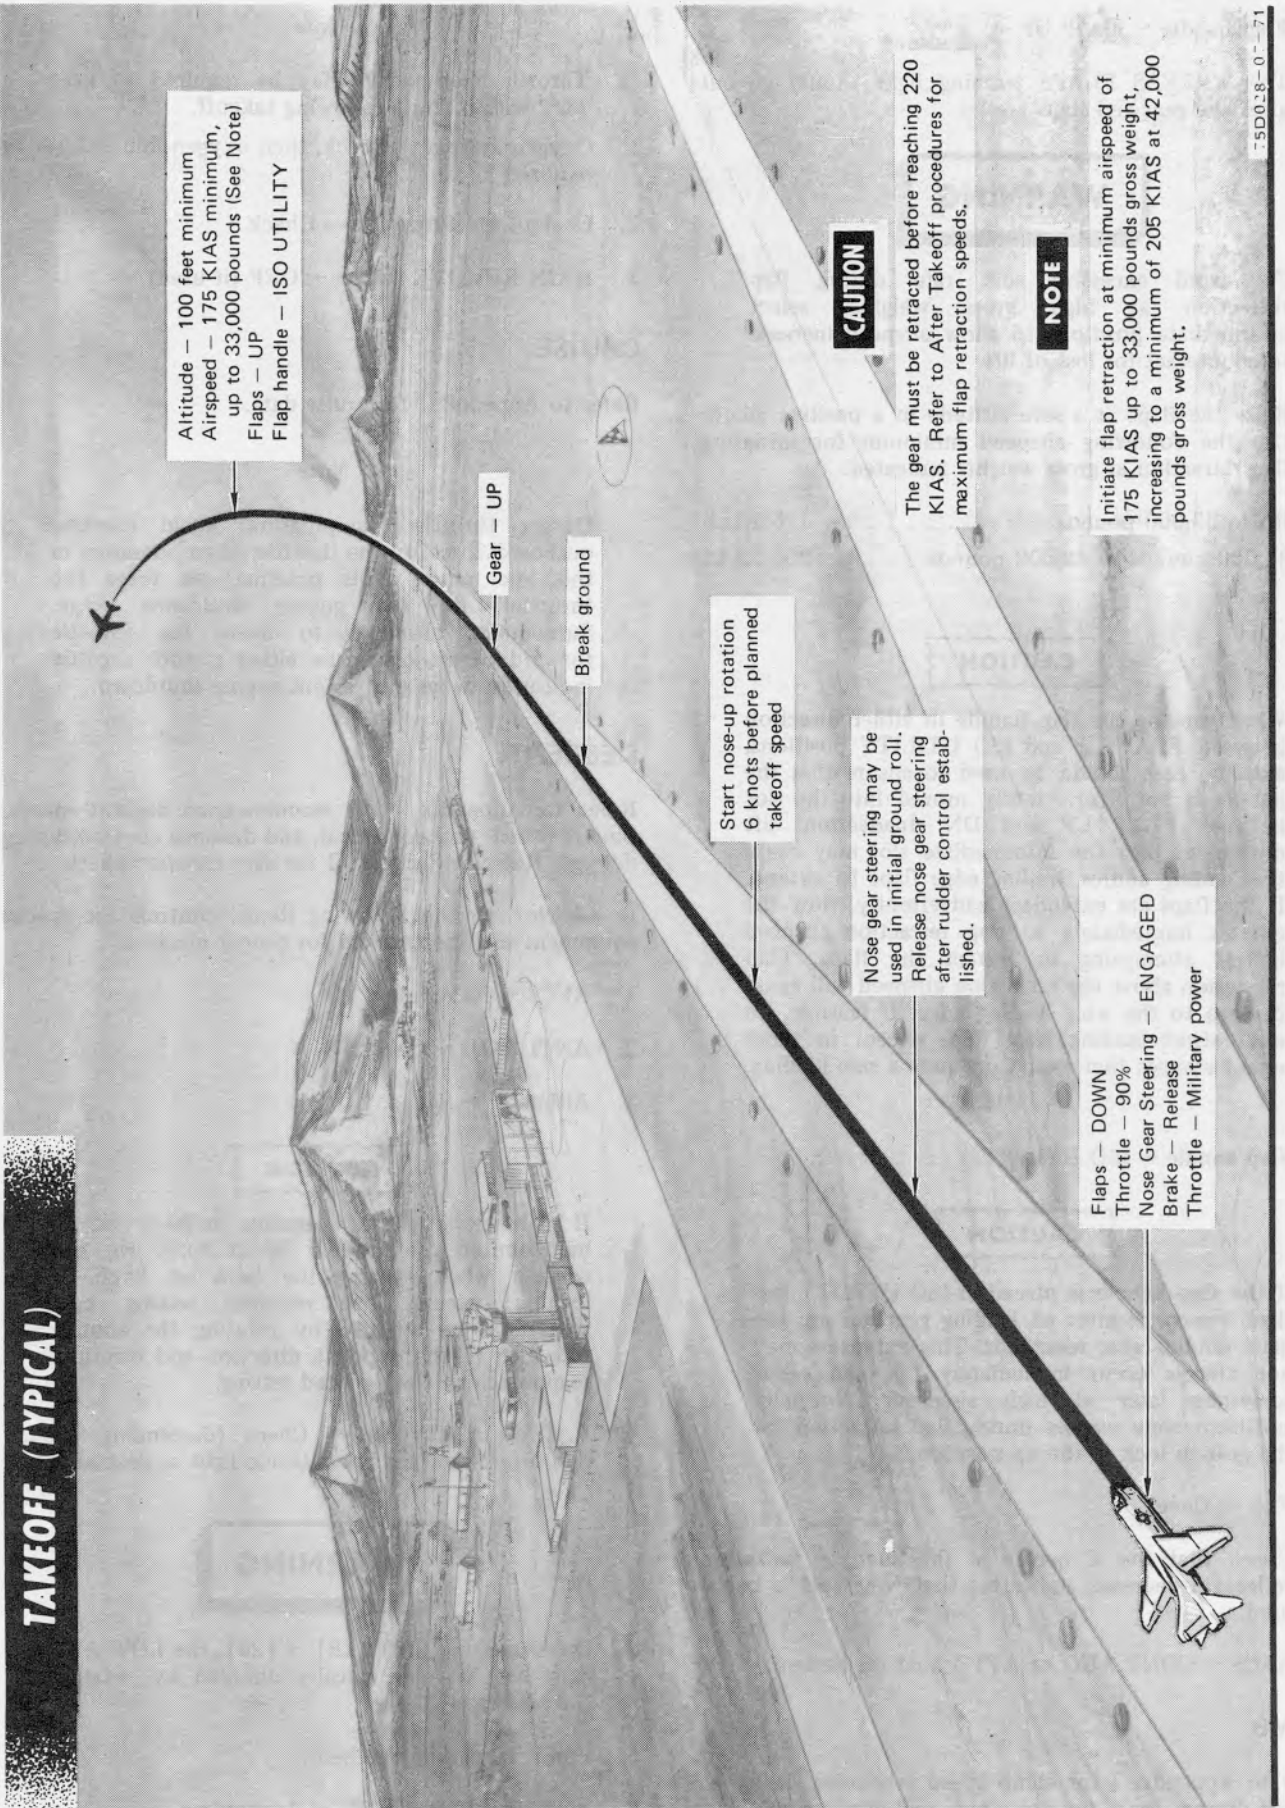 TAKEOFF (TYPICAL)
Altitude — 100 feet minimum
Airspeed — 175 KIAS minimum,
up to 33,000 pounds (See Note)
Flaps — UP
Flap handle — ISO UTILITY
Gear — UP
Break ground
Start nose-up rotation
6 knots before planned
takeoff speed
Nose gear steering may be
used in initial ground roll.
Release nose gear steering
after rudder control estab-
lished.
Flaps — DOWN
Throttle — 90%
Nose Gear Steering — ENGAGED
Brake — Release
Throttle — Military power
CAUTION
The gear must be retracted before reaching 220
KIAS. Refer to After Takeoff procedures for
maximum flap retraction speeds.
NOTE
Initiate flap retraction at minimum airspeed of
175 KIAS up to 33,000 pounds gross weight,
increasing to a minimum of 205 KIAS at 42,000
pounds gross weight.